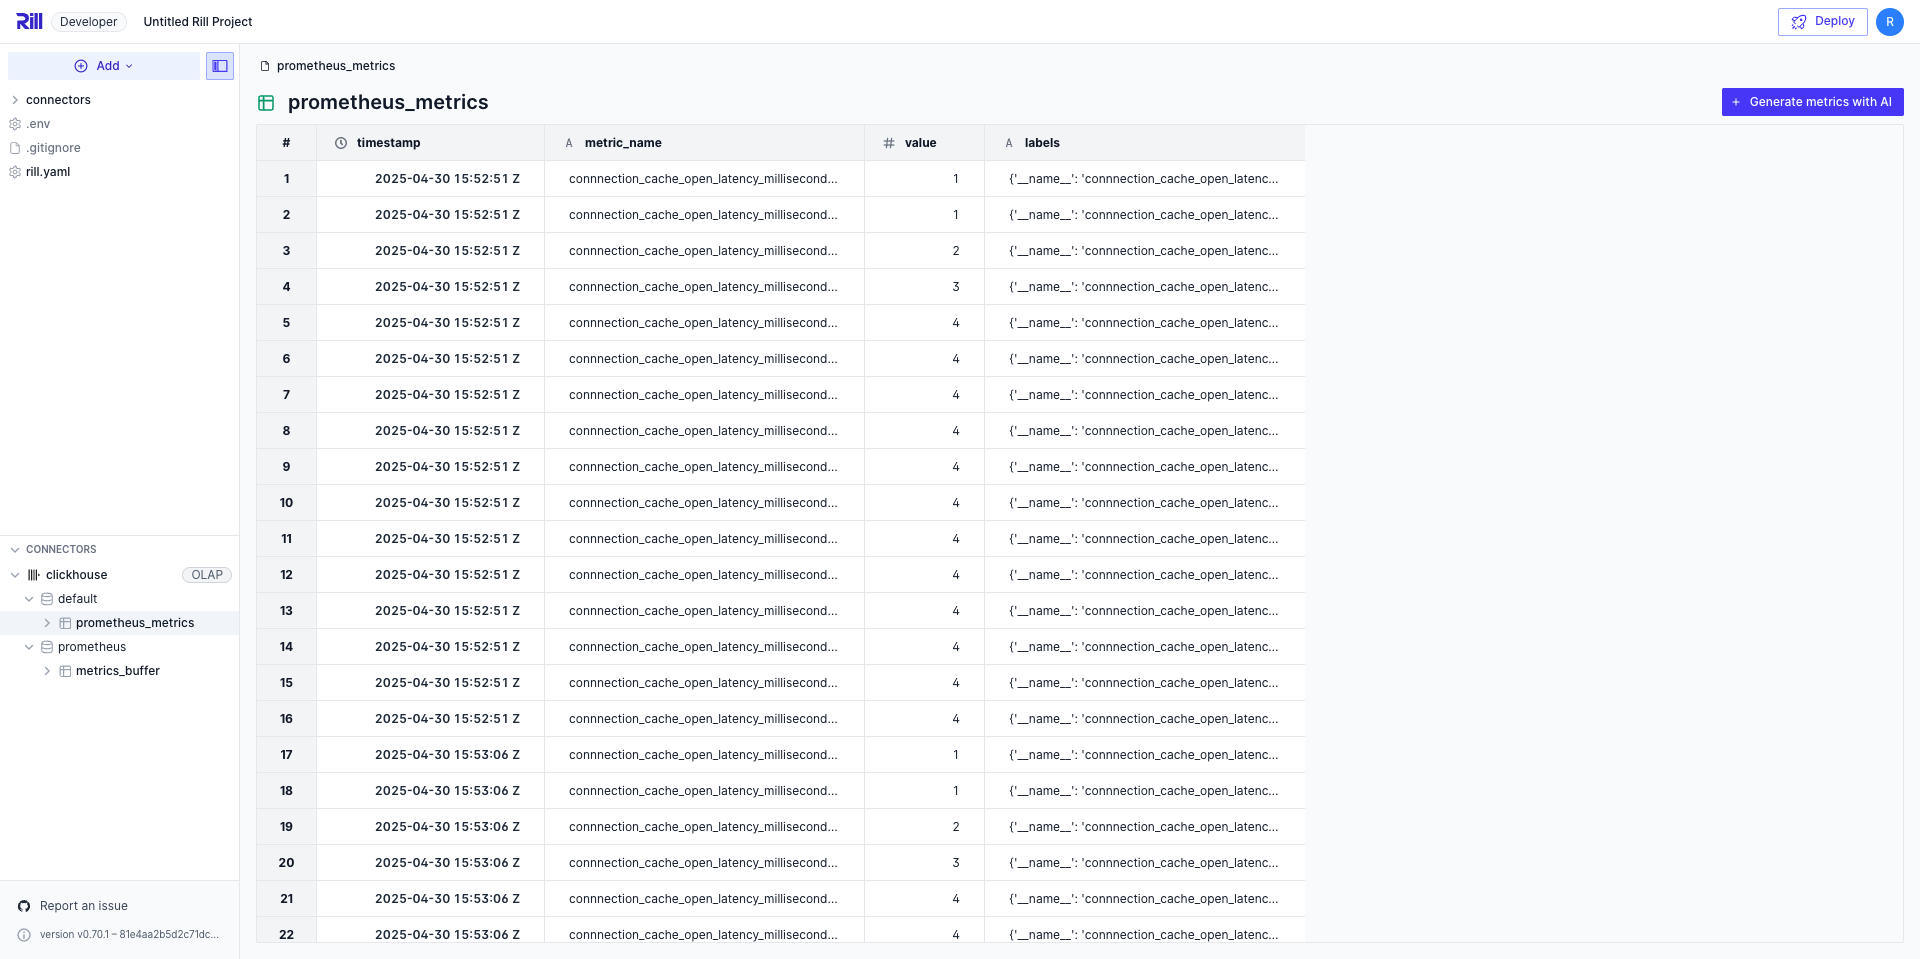 Rill Developer Untitled Rill Project Deploy R
Add
connectors
.env
.gitignore
rill.yaml
CONNECTORS
clickhouse OLAP
default
prometheus_metrics
prometheus
metrics_buffer
Report an issue
version v0.70.1 – 81e4aa2b5d2c71dc...
prometheus_metrics
prometheus_metrics
Generate metrics with AI
# timestamp A metric_name # value A labels
1 2025-04-30 15:52:51 Z connnection_cache_open_latency_millisecond... 1 {'__name__': 'connnection_cache_open_latenc...
2 2025-04-30 15:52:51 Z connnection_cache_open_latency_millisecond... 1 {'__name__': 'connnection_cache_open_latenc...
3 2025-04-30 15:52:51 Z connnection_cache_open_latency_millisecond... 2 {'__name__': 'connnection_cache_open_latenc...
4 2025-04-30 15:52:51 Z connnection_cache_open_latency_millisecond... 3 {'__name__': 'connnection_cache_open_latenc...
5 2025-04-30 15:52:51 Z connnection_cache_open_latency_millisecond... 4 {'__name__': 'connnection_cache_open_latenc...
6 2025-04-30 15:52:51 Z connnection_cache_open_latency_millisecond... 4 {'__name__': 'connnection_cache_open_latenc...
7 2025-04-30 15:52:51 Z connnection_cache_open_latency_millisecond... 4 {'__name__': 'connnection_cache_open_latenc...
8 2025-04-30 15:52:51 Z connnection_cache_open_latency_millisecond... 4 {'__name__': 'connnection_cache_open_latenc...
9 2025-04-30 15:52:51 Z connnection_cache_open_latency_millisecond... 4 {'__name__': 'connnection_cache_open_latenc...
10 2025-04-30 15:52:51 Z connnection_cache_open_latency_millisecond... 4 {'__name__': 'connnection_cache_open_latenc...
11 2025-04-30 15:52:51 Z connnection_cache_open_latency_millisecond... 4 {'__name__': 'connnection_cache_open_latenc...
12 2025-04-30 15:52:51 Z connnection_cache_open_latency_millisecond... 4 {'__name__': 'connnection_cache_open_latenc...
13 2025-04-30 15:52:51 Z connnection_cache_open_latency_millisecond... 4 {'__name__': 'connnection_cache_open_latenc...
14 2025-04-30 15:52:51 Z connnection_cache_open_latency_millisecond... 4 {'__name__': 'connnection_cache_open_latenc...
15 2025-04-30 15:52:51 Z connnection_cache_open_latency_millisecond... 4 {'__name__': 'connnection_cache_open_latenc...
16 2025-04-30 15:52:51 Z connnection_cache_open_latency_millisecond... 4 {'__name__': 'connnection_cache_open_latenc...
17 2025-04-30 15:53:06 Z connnection_cache_open_latency_millisecond... 1 {'__name__': 'connnection_cache_open_latenc...
18 2025-04-30 15:53:06 Z connnection_cache_open_latency_millisecond... 1 {'__name__': 'connnection_cache_open_latenc...
19 2025-04-30 15:53:06 Z connnection_cache_open_latency_millisecond... 2 {'__name__': 'connnection_cache_open_latenc...
20 2025-04-30 15:53:06 Z connnection_cache_open_latency_millisecond... 3 {'__name__': 'connnection_cache_open_latenc...
21 2025-04-30 15:53:06 Z connnection_cache_open_latency_millisecond... 4 {'__name__': 'connnection_cache_open_latenc...
22 2025-04-30 15:53:06 Z connnection_cache_open_latency_millisecond... 4 {'__name__': 'connnection_cache_open_latenc...